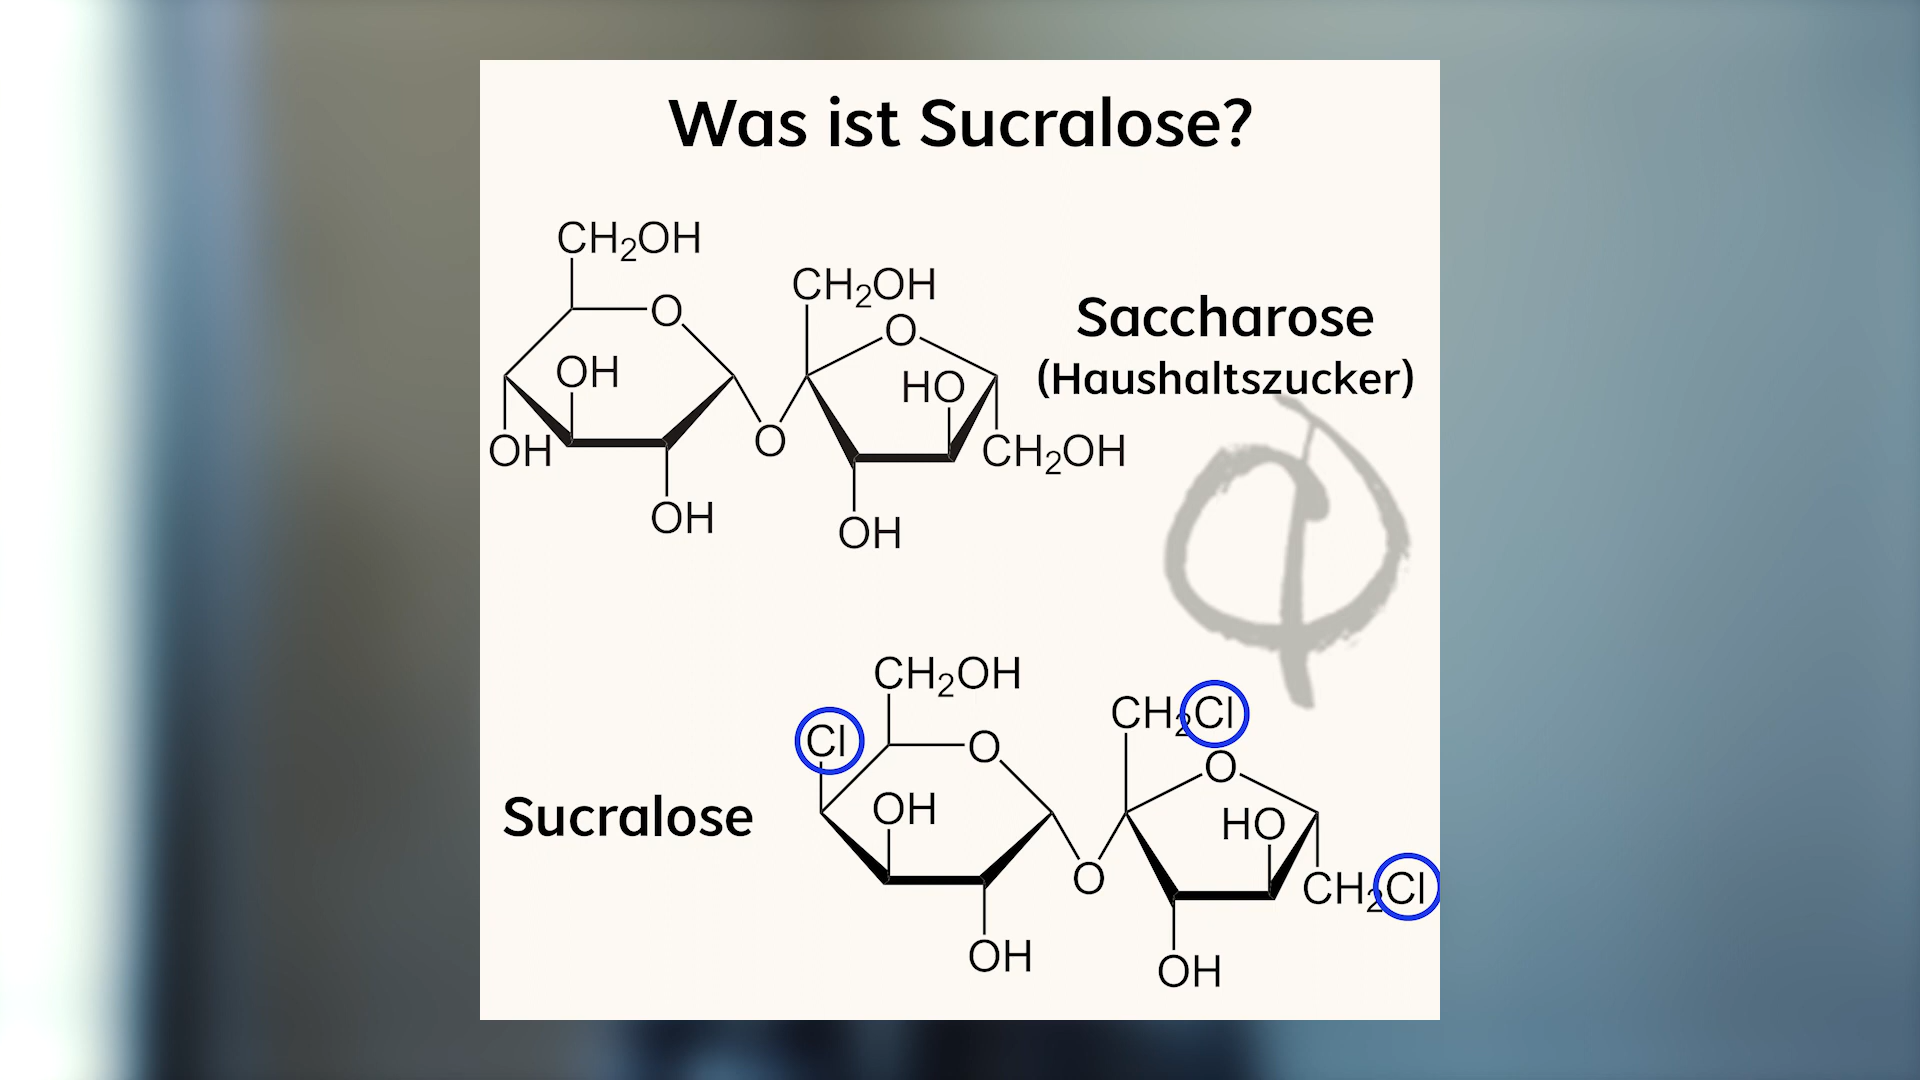 Was ist Sucralose?
CH2OH
CH2OH
O
O
Saccharose
(Haushaltszucker)
OH
HO
OH
O
CH2OH
OH
OH
CH2OH
CH2Cl
Cl
O
O
OH
HO
Sucralose
O
CH2Cl
OH
OH